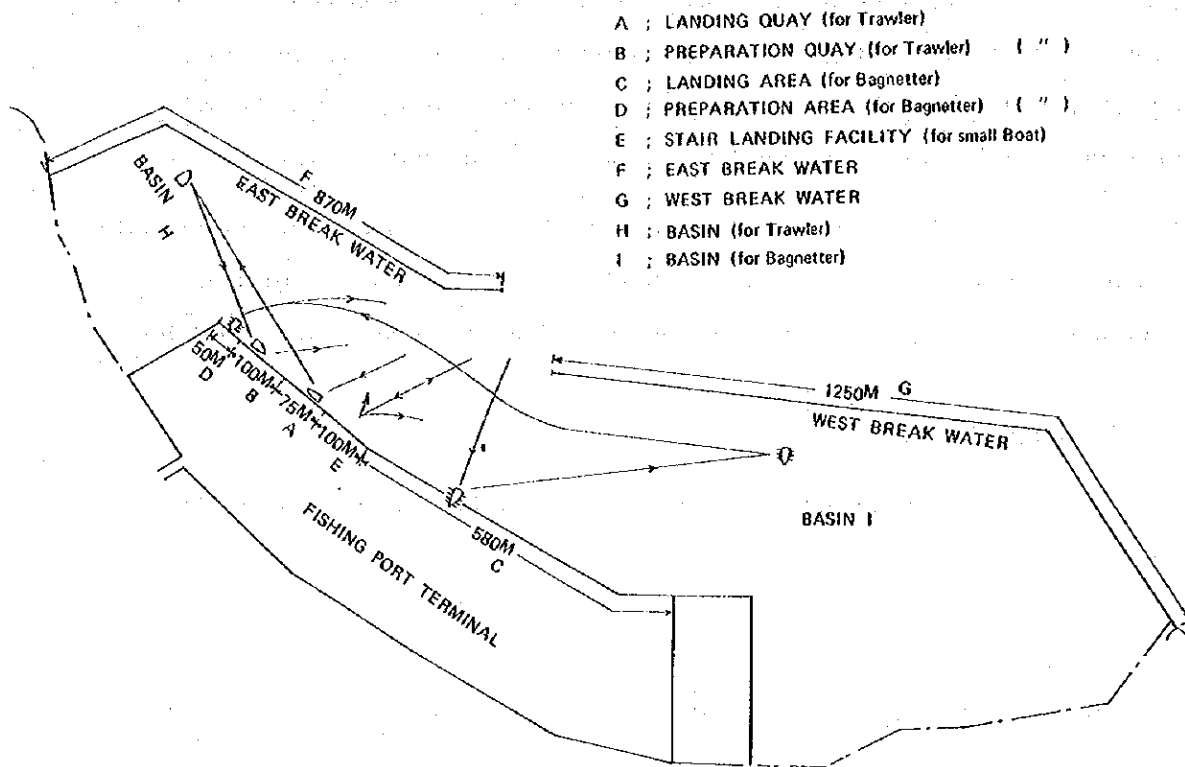 A ; LANDING QUAY (for Trawler)
B ; PREPARATION QUAY (for Trawler) ( " )
C ; LANDING AREA (for Bagnetter)
D ; PREPARATION AREA (for Bagnetter) ( " )
E ; STAIR LANDING FACILITY (for small Boat)
F ; EAST BREAK WATER
G ; WEST BREAK WATER
H ; BASIN (for Trawler)
I ; BASIN (for Bagnetter)
BASIN H
F 870M
EAST BREAK WATER
50M
D
100M
B
75M
A
100M
E
1250M G
WEST BREAK WATER
BASIN I
580M
C
FISHING PORT TERMINAL